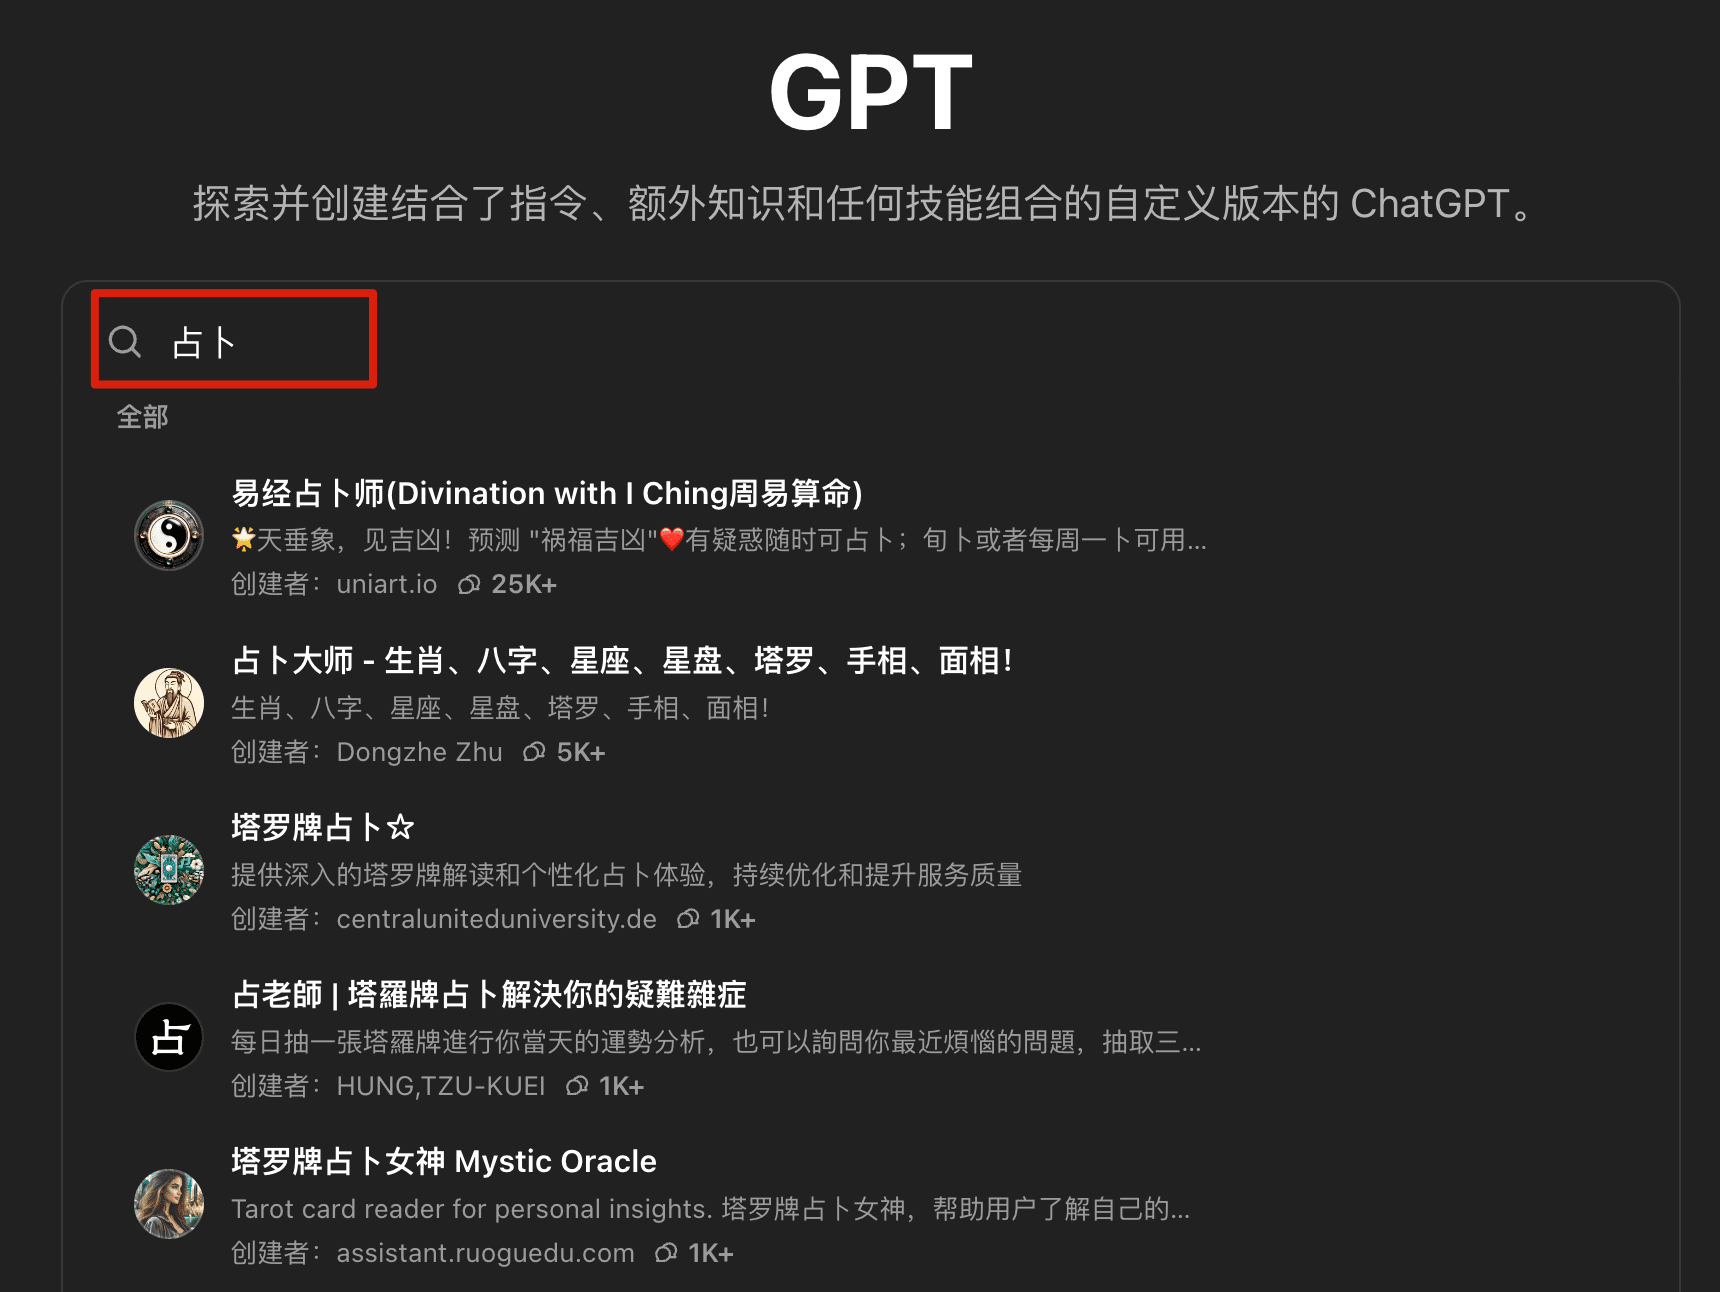 GPT
探索并创建结合了指令、额外知识和任何技能组合的自定义版本的 ChatGPT。
占卜
全部
易经占卜师(Divination with I Ching周易算命)
🌟天垂象，见吉凶！预测 "祸福吉凶"❤️有疑惑随时可占卜；旬卜或者每周一卜可用...
创建者：uniart.io 25K+
占卜大师 - 生肖、八字、星座、星盘、塔罗、手相、面相！
生肖、八字、星座、星盘、塔罗、手相、面相！
创建者：Dongzhe Zhu 5K+
塔罗牌占卜☆
提供深入的塔罗牌解读和个性化占卜体验，持续优化和提升服务质量
创建者：centraluniteduniversity.de 1K+
占老師 | 塔羅牌占卜解決你的疑難雜症
占
每日抽一張塔羅牌進行你當天的運勢分析，也可以詢問你最近煩惱的問題，抽取三...
创建者：HUNG,TZU-KUEI 1K+
塔罗牌占卜女神 Mystic Oracle
Tarot card reader for personal insights. 塔罗牌占卜女神，帮助用户了解自己的...
创建者：assistant.ruoguedu.com 1K+